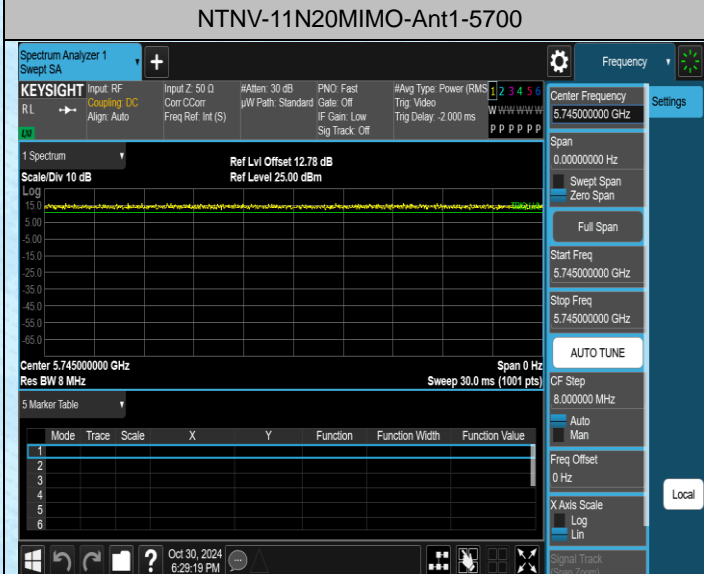 NTNV-11N20MIMO-Ant1-5700
Spectrum Analyzer 1
Swept SA
Frequency
KEYSIGHT
RL
LXI
Input: RF
Coupling: DC
Align: Auto
Input Z: 50 Ω
Corr CCorr
Freq Ref: Int (S)
#Atten: 30 dB
µW Path: Standard
PNO: Fast
Gate: Off
IF Gain: Low
Sig Track: Off
#Avg Type: Power (RMS
Trig: Video
Trig Delay: -2.000 ms
1 2 3 4 5 6
W W W W W W
P P P P P P
Center Frequency
5.745000000 GHz
Settings
Span
0.00000000 Hz
Swept Span
Zero Span
Full Span
Start Freq
5.745000000 GHz
Stop Freq
5.745000000 GHz
AUTO TUNE
CF Step
8.000000 MHz
Auto
Man
Freq Offset
0 Hz
X Axis Scale
Log
Lin
Signal Track
(Span Zoom)
Local
1 Spectrum
Scale/Div 10 dB
Ref Lvl Offset 12.78 dB
Ref Level 25.00 dBm
Log
15.0
5.00
-5.00
-15.0
-25.0
-35.0
-45.0
-55.0
-65.0
Center 5.745000000 GHz
Res BW 8 MHz
Span 0 Hz
Sweep 30.0 ms (1001 pts)
5 Marker Table
Mode Trace Scale X Y Function Function Width Function Value
1
2
3
4
5
6
Oct 30, 2024
6:29:19 PM